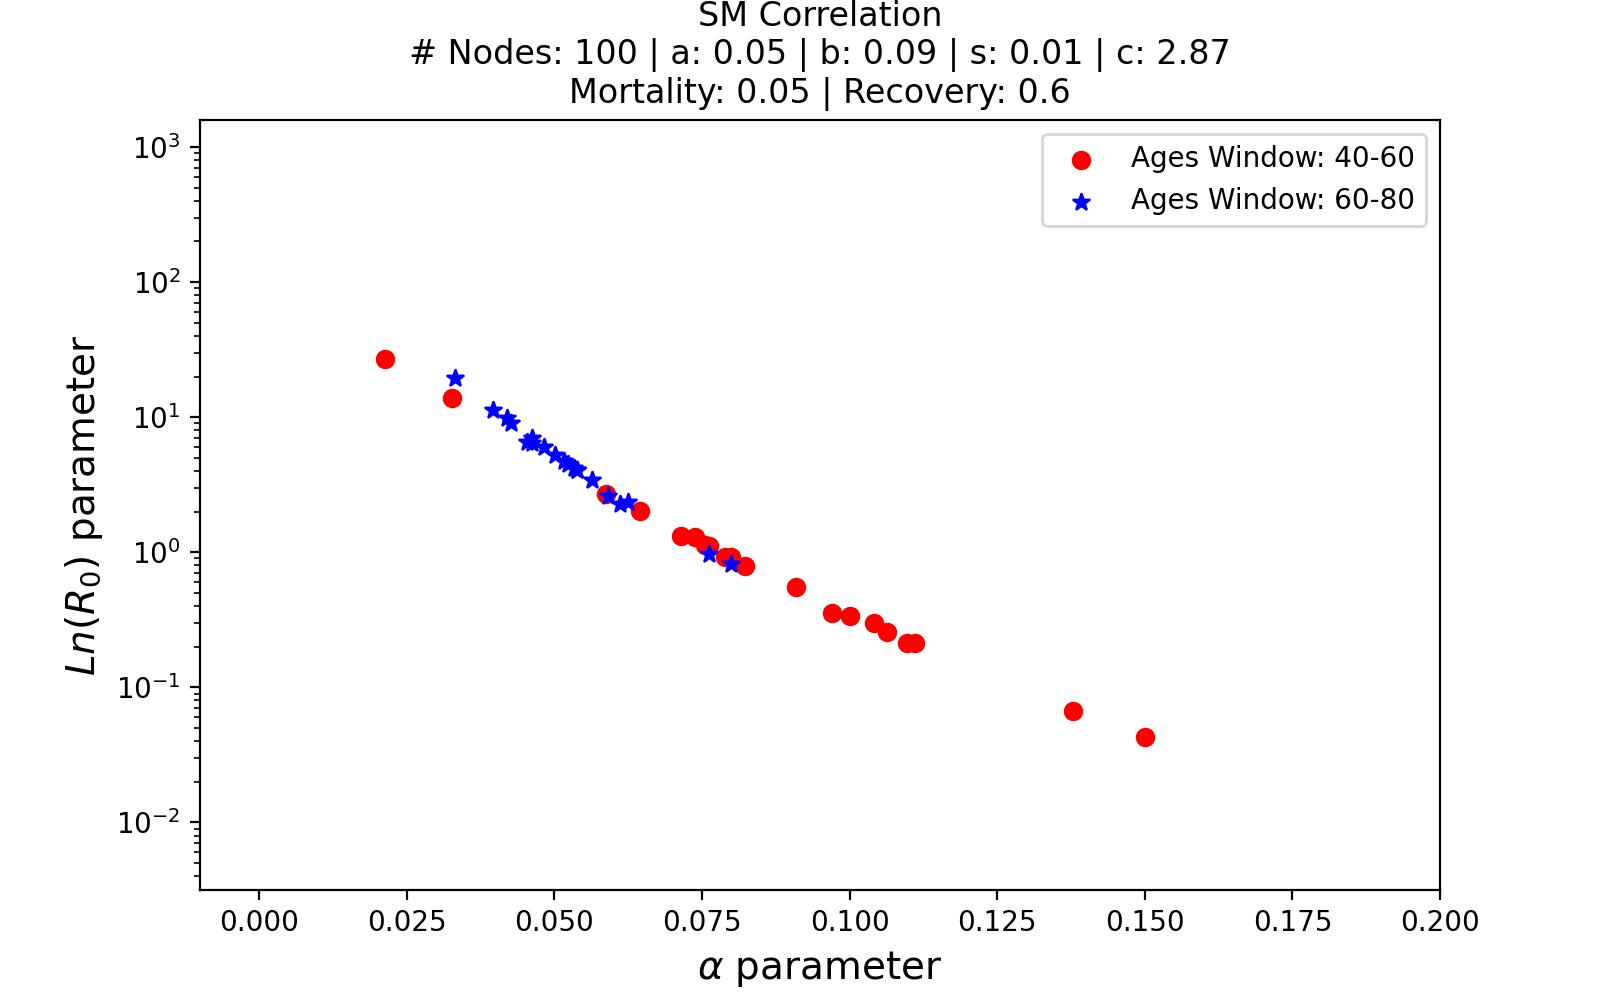 SM Correlation
# Nodes: 100 | a: 0.05 | b: 0.09 | s: 0.01 | c: 2.87
Mortality: 0.05 | Recovery: 0.6
Ages Window: 40-60
Ages Window: 60-80
10³
10²
10¹
10⁰
10⁻¹
10⁻²
Ln(R₀) parameter
0.000 0.025 0.050 0.075 0.100 0.125 0.150 0.175 0.200
α parameter